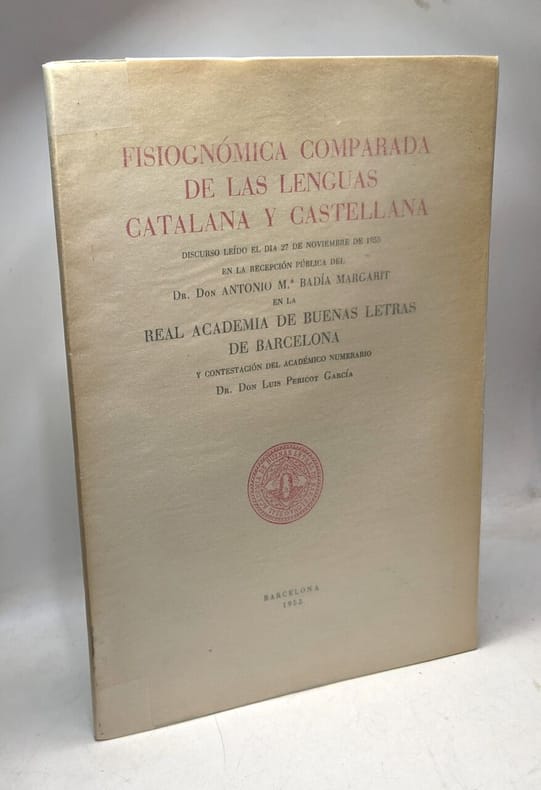 FISIOGNÓMICA COMPARADA
DE LAS LENGUAS
CATALANA Y CASTELLANA
DISCURSO LEÍDO EL DIA 27 DE NOVIEMBRE DE 1955
EN LA RECEPCIÓN PÚBLICA DEL
DR. DON ANTONIO M.ª BADÍA MARGARIT
EN LA
REAL ACADEMIA DE BUENAS LETRAS
DE BARCELONA
Y CONTESTACIÓN DEL ACADÉMICO NUMERARIO
DR. DON LUIS PERICOT GARCÍA
BARCELONA
1955